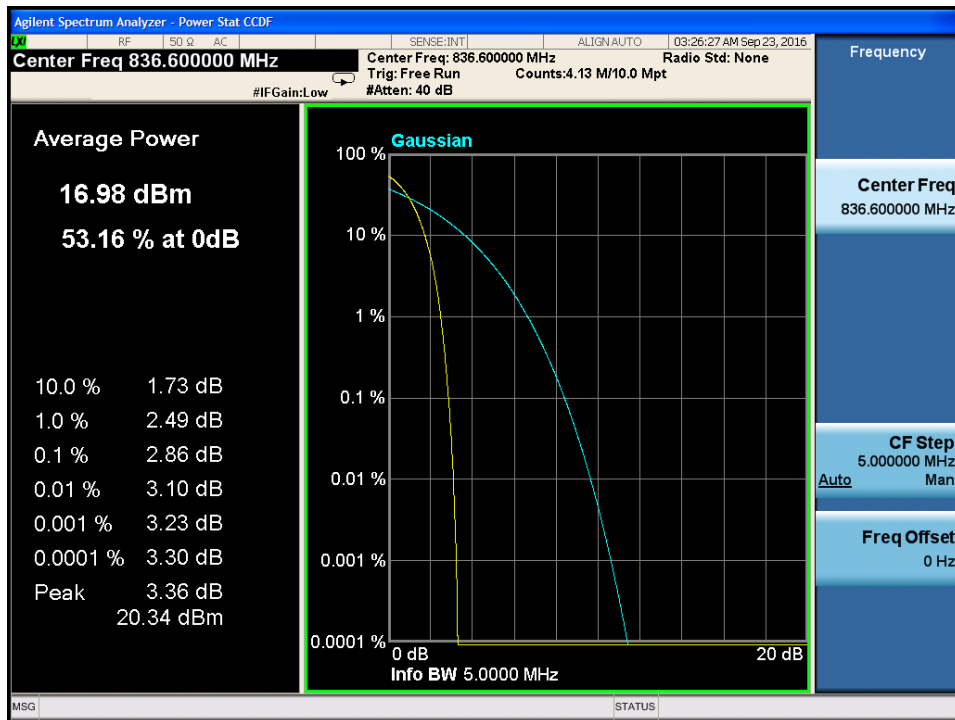 Agilent Spectrum Analyzer - Power Stat CCDF
LXI RF 50 Ω AC SENSE:INT ALIGN AUTO 03:26:27 AM Sep 23, 2016
Center Freq 836.600000 MHz
#IFGain:Low
Center Freq: 836.600000 MHz Radio Std: None
Trig: Free Run Counts:4.13 M/10.0 Mpt
#Atten: 40 dB
Average Power
16.98 dBm
53.16 % at 0dB
10.0 % 1.73 dB
1.0 % 2.49 dB
0.1 % 2.86 dB
0.01 % 3.10 dB
0.001 % 3.23 dB
0.0001 % 3.30 dB
Peak 3.36 dB
20.34 dBm
Gaussian
100 %
10 %
1 %
0.1 %
0.01 %
0.001 %
0.0001 %
0 dB 20 dB
Info BW 5.0000 MHz
Frequency
Center Freq
836.600000 MHz
CF Step
5.000000 MHz
Auto Man
Freq Offset
0 Hz
MSG STATUS